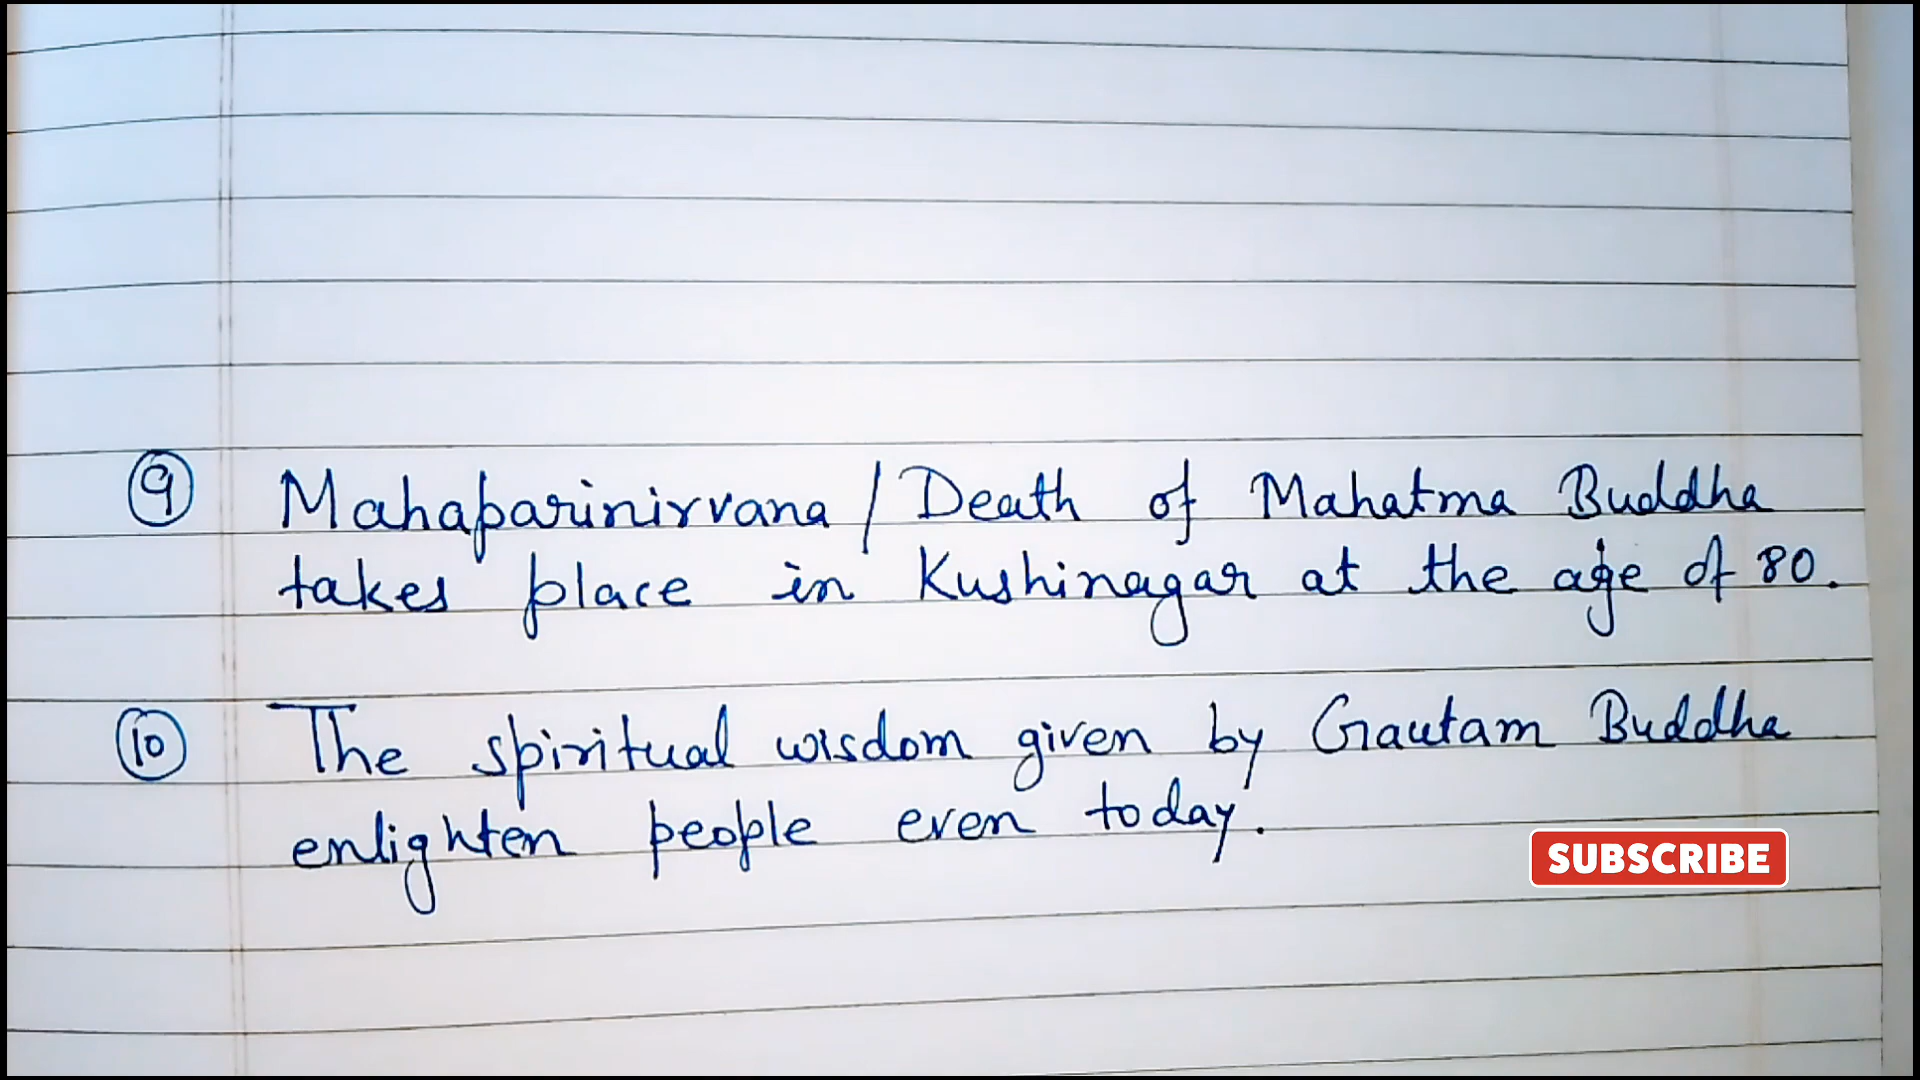 9 Mahaparinirvana / Death of Mahatma Buddha
takes place in Kushinagar at the age of 80.
10 The spiritual wisdom given by Gautam Buddha
enlighten people even today.
SUBSCRIBE